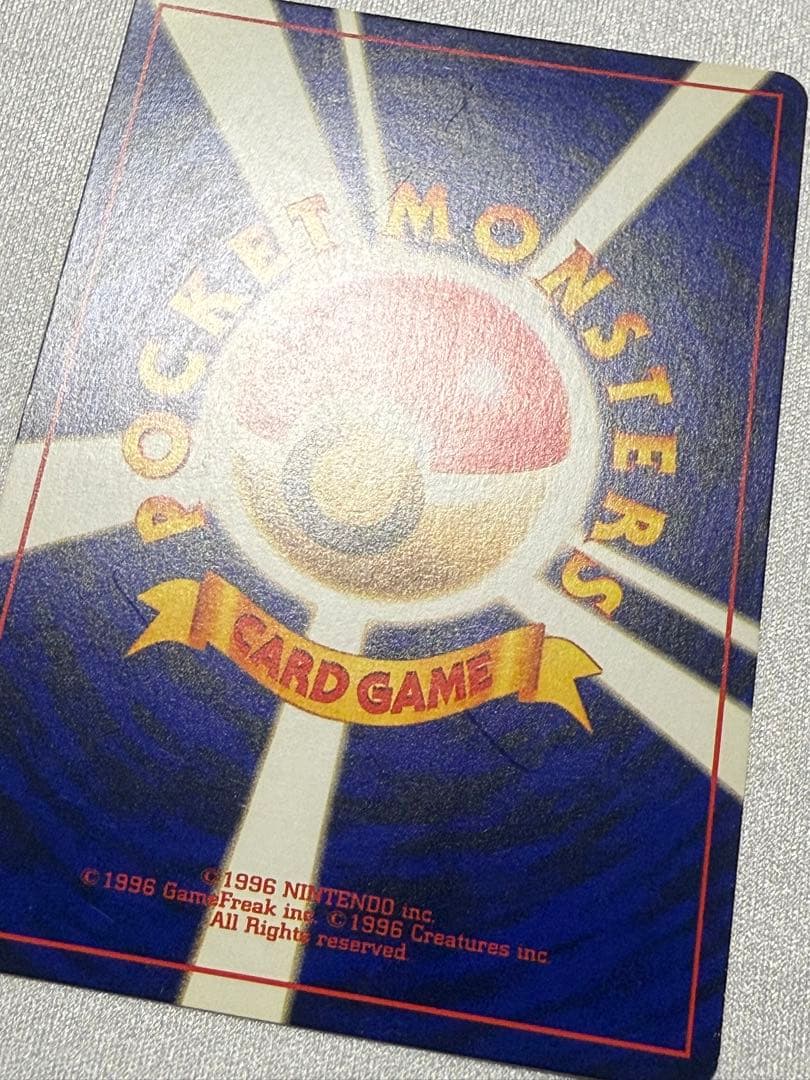 POCKET MONSTERS
CARD GAME
©1996 NINTENDO inc.
©1996 GameFreak inc. ©1996 Creatures inc.
All Rights reserved.